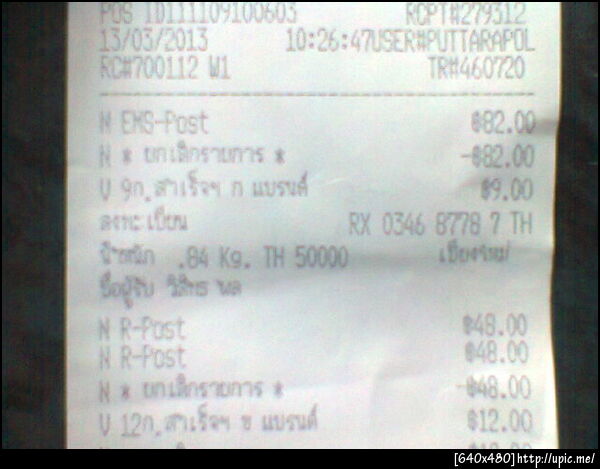 POS ID111109100603 RCPT#279312
13/03/2013 10:26:47USER#PUTTARAPOL
RC#700112 W1 TR#460720
N EMS-Post ฿82.00
N * ยกเลิกรายการ * -฿82.00
V 9ก.สำเร็จฯ ก แบรนด์ ฿9.00
ลงทะเบียน RX 0346 8778 7 TH
น้ำหนัก .84 Kg. TH 50000 เชียงใหม่
ชื่อผู้รับ วิสิทธ พล
N R-Post ฿48.00
N R-Post ฿48.00
N * ยกเลิกรายการ * -฿48.00
V 12ก.สำเร็จฯ ข แบรนด์ ฿12.00
[640x480]http://upic.me/